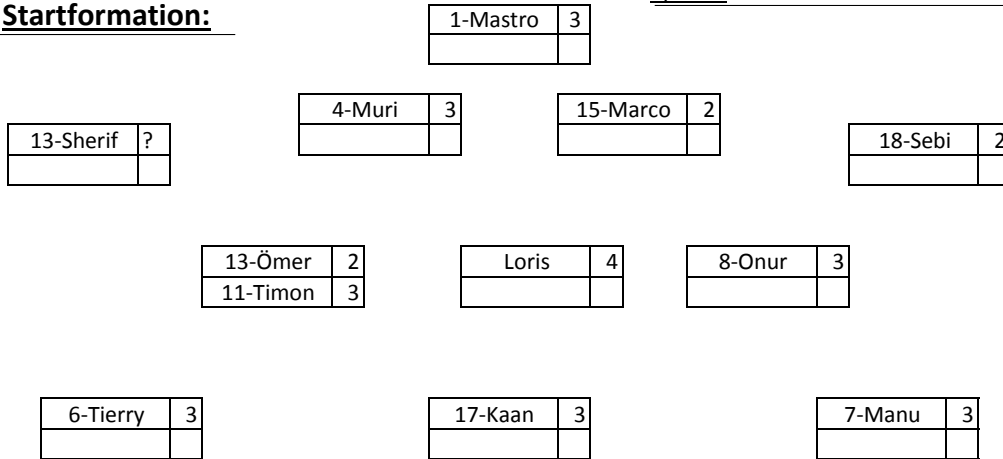 Startformation:
1-Mastro 3
4-Muri 3 15-Marco 2
13-Sherif ? 18-Sebi 2
13-Ömer 2 Loris 4 8-Onur 3
11-Timon 3
6-Tierry 3 17-Kaan 3 7-Manu 3